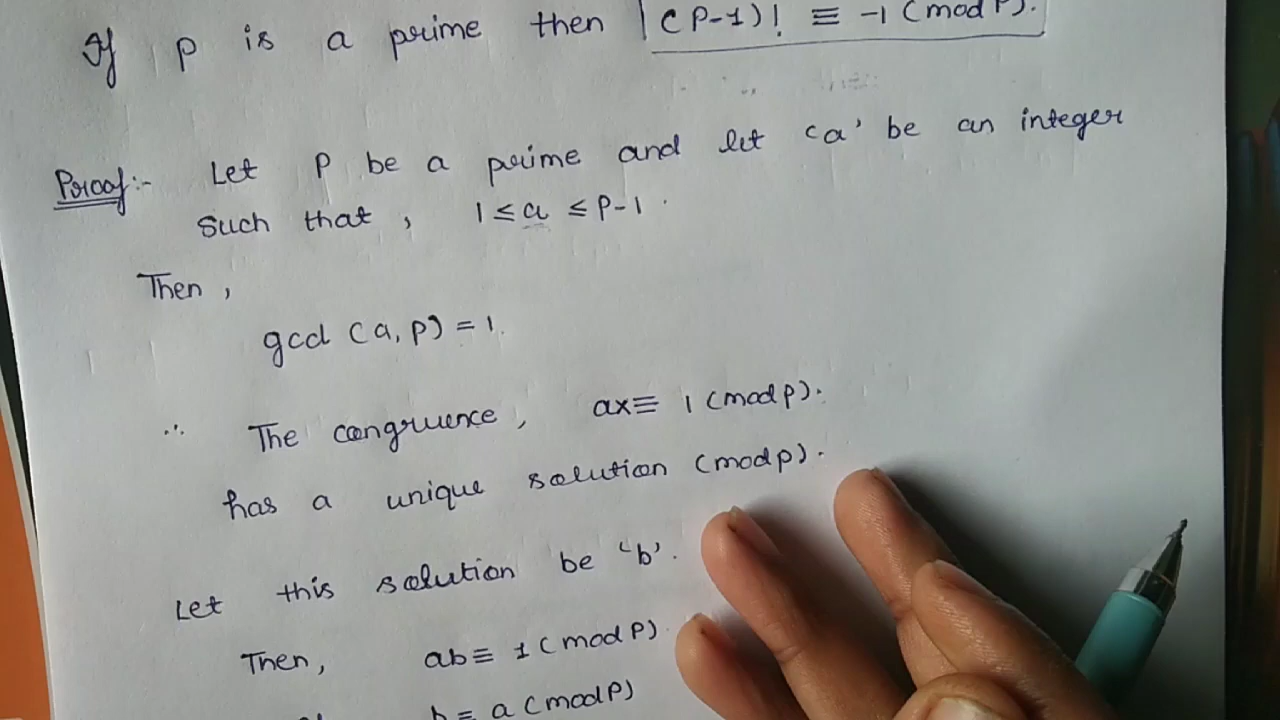 If p is a prime then (P-1)! ≡ -1 (mod P).
Proof:- Let P be a prime and let 'a' be an integer
such that, 1 ≤ a ≤ P-1.
Then,
gcd (a, p) = 1.
∴ The congruence, ax ≡ 1 (mod p).
has a unique solution (mod p).
Let this solution be 'b'.
Then, ab ≡ 1 (mod P)
b ≡ a (mod P)